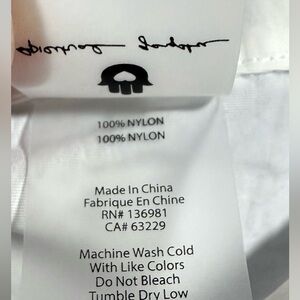 100% NYLON
100% NYLON
Made In China
Fabrique En Chine
RN# 136981
CA# 63229
Machine Wash Cold
With Like Colors
Do Not Bleach
Tumble Dry Low